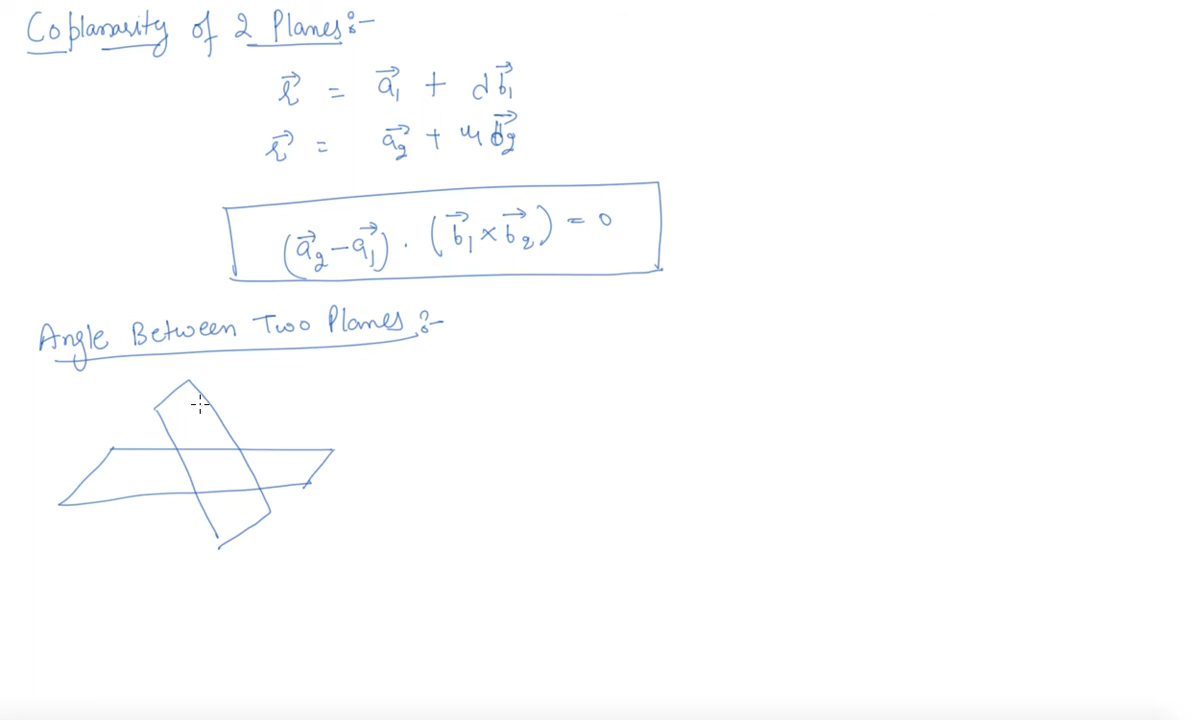 Coplanarity of 2 Planes:-
r⃗ = a⃗₁ + λb⃗₁
r⃗ = a⃗₂ + μb⃗₂
(a⃗₂ - a⃗₁) . (b⃗₁ × b⃗₂) = 0
Angle Between Two Planes:-